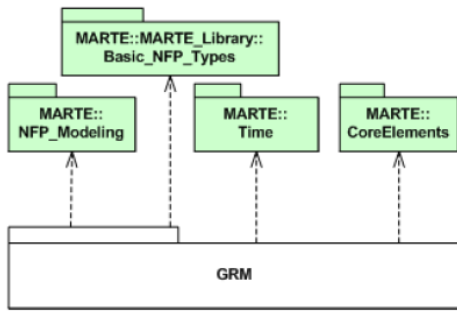 MARTE::MARTE_Library::
Basic_NFP_Types
MARTE::
NFP_Modeling
MARTE::
Time
MARTE::
CoreElements
GRM